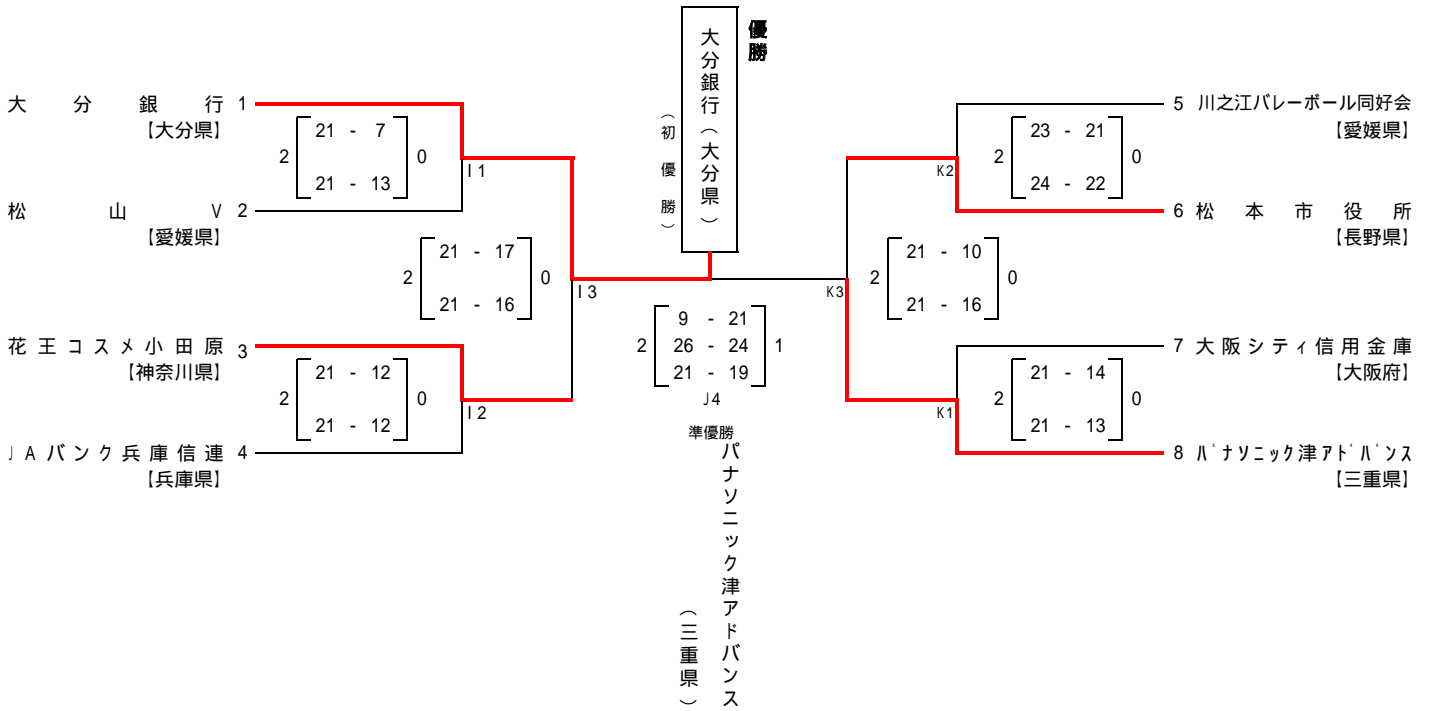 優勝
大分銀行（大分県）
（初優勝）
大分銀行 1
【大分県】
2 21 - 7 0
21 - 13
I1
松山V 2
【愛媛県】
2 21 - 17 0
21 - 16
I3
花王コスメ小田原 3
【神奈川県】
2 21 - 12 0
21 - 12
I2
JAバンク兵庫信連 4
【兵庫県】
5 川之江バレーボール同好会
【愛媛県】
2 23 - 21 0
24 - 22
K2
6 松本市役所
【長野県】
2 21 - 10 0
21 - 16
K3
7 大阪シティ信用金庫
【大阪府】
2 21 - 14 0
21 - 13
K1
8 パナソニック津アドバンス
【三重県】
9 - 21
2 26 - 24 1
21 - 19
J4
準優勝
パナソニック津アドバンス
（三重県）